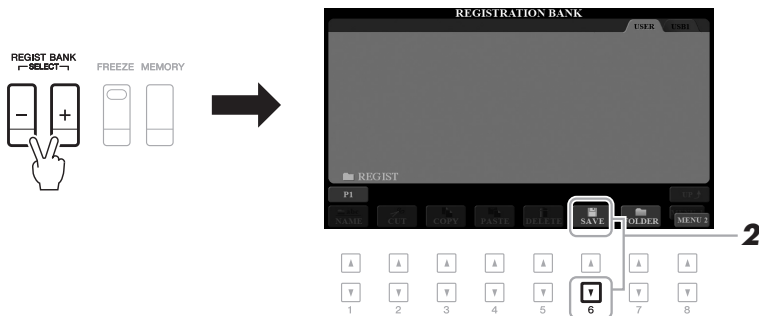 REGIST BANK
SELECT
FREEZE MEMORY
− +
REGISTRATION BANK
USER USB1
REGIST
P1
UP
NAME CUT COPY PASTE DELETE SAVE FOLDER MENU 2
2
1 2 3 4 5 6 7 8